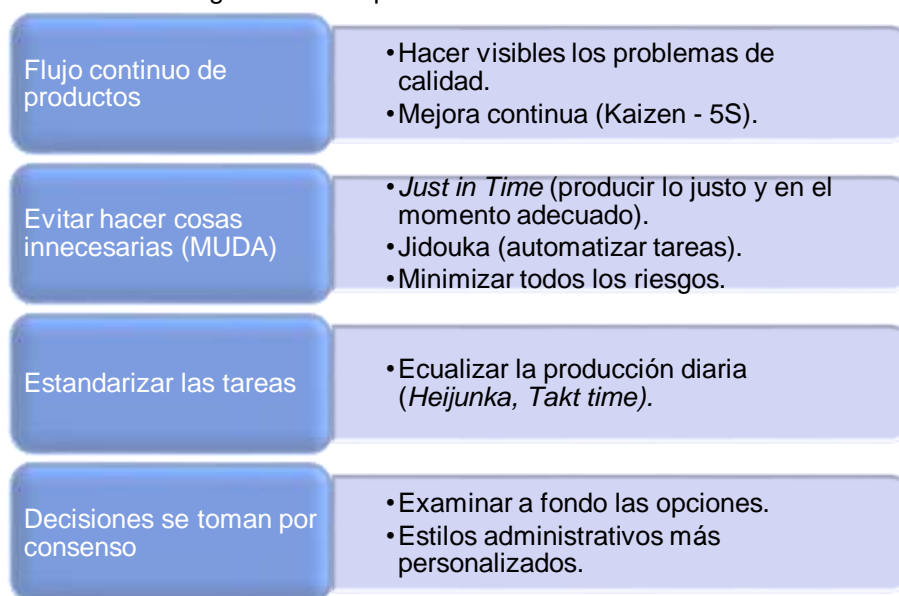 Flujo continuo de
productos
•Hacer visibles los problemas de
calidad.
•Mejora continua (Kaizen - 5S).
Evitar hacer cosas
innecesarias (MUDA)
•Just in Time (producir lo justo y en el
momento adecuado).
•Jidouka (automatizar tareas).
•Minimizar todos los riesgos.
Estandarizar las tareas
•Ecualizar la producción diaria
(Heijunka, Takt time).
Decisiones se toman por
consenso
•Examinar a fondo las opciones.
•Estilos administrativos más
personalizados.